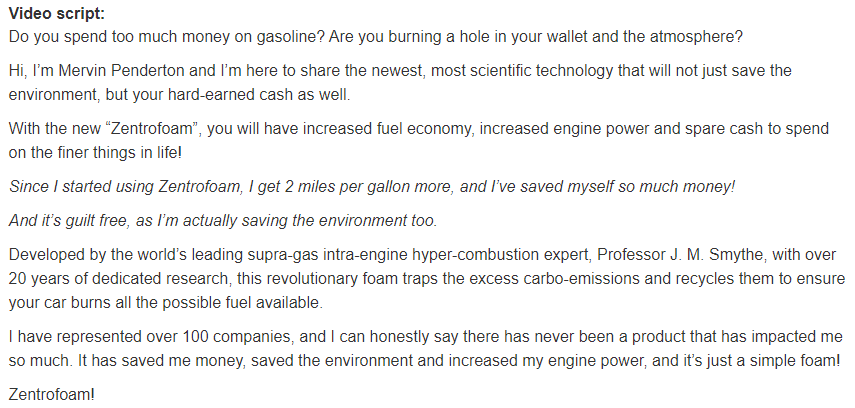 Video script:
Do you spend too much money on gasoline? Are you burning a hole in your wallet and the atmosphere?
Hi, I’m Mervin Penderton and I’m here to share the newest, most scientific technology that will not just save the
environment, but your hard-earned cash as well.
With the new “Zentrofoam”, you will have increased fuel economy, increased engine power and spare cash to spend
on the finer things in life!
Since I started using Zentrofoam, I get 2 miles per gallon more, and I’ve saved myself so much money!
And it’s guilt free, as I’m actually saving the environment too.
Developed by the world’s leading supra-gas intra-engine hyper-combustion expert, Professor J. M. Smythe, with over
20 years of dedicated research, this revolutionary foam traps the excess carbo-emissions and recycles them to ensure
your car burns all the possible fuel available.
I have represented over 100 companies, and I can honestly say there has never been a product that has impacted me
so much. It has saved me money, saved the environment and increased my engine power, and it’s just a simple foam!
Zentrofoam!